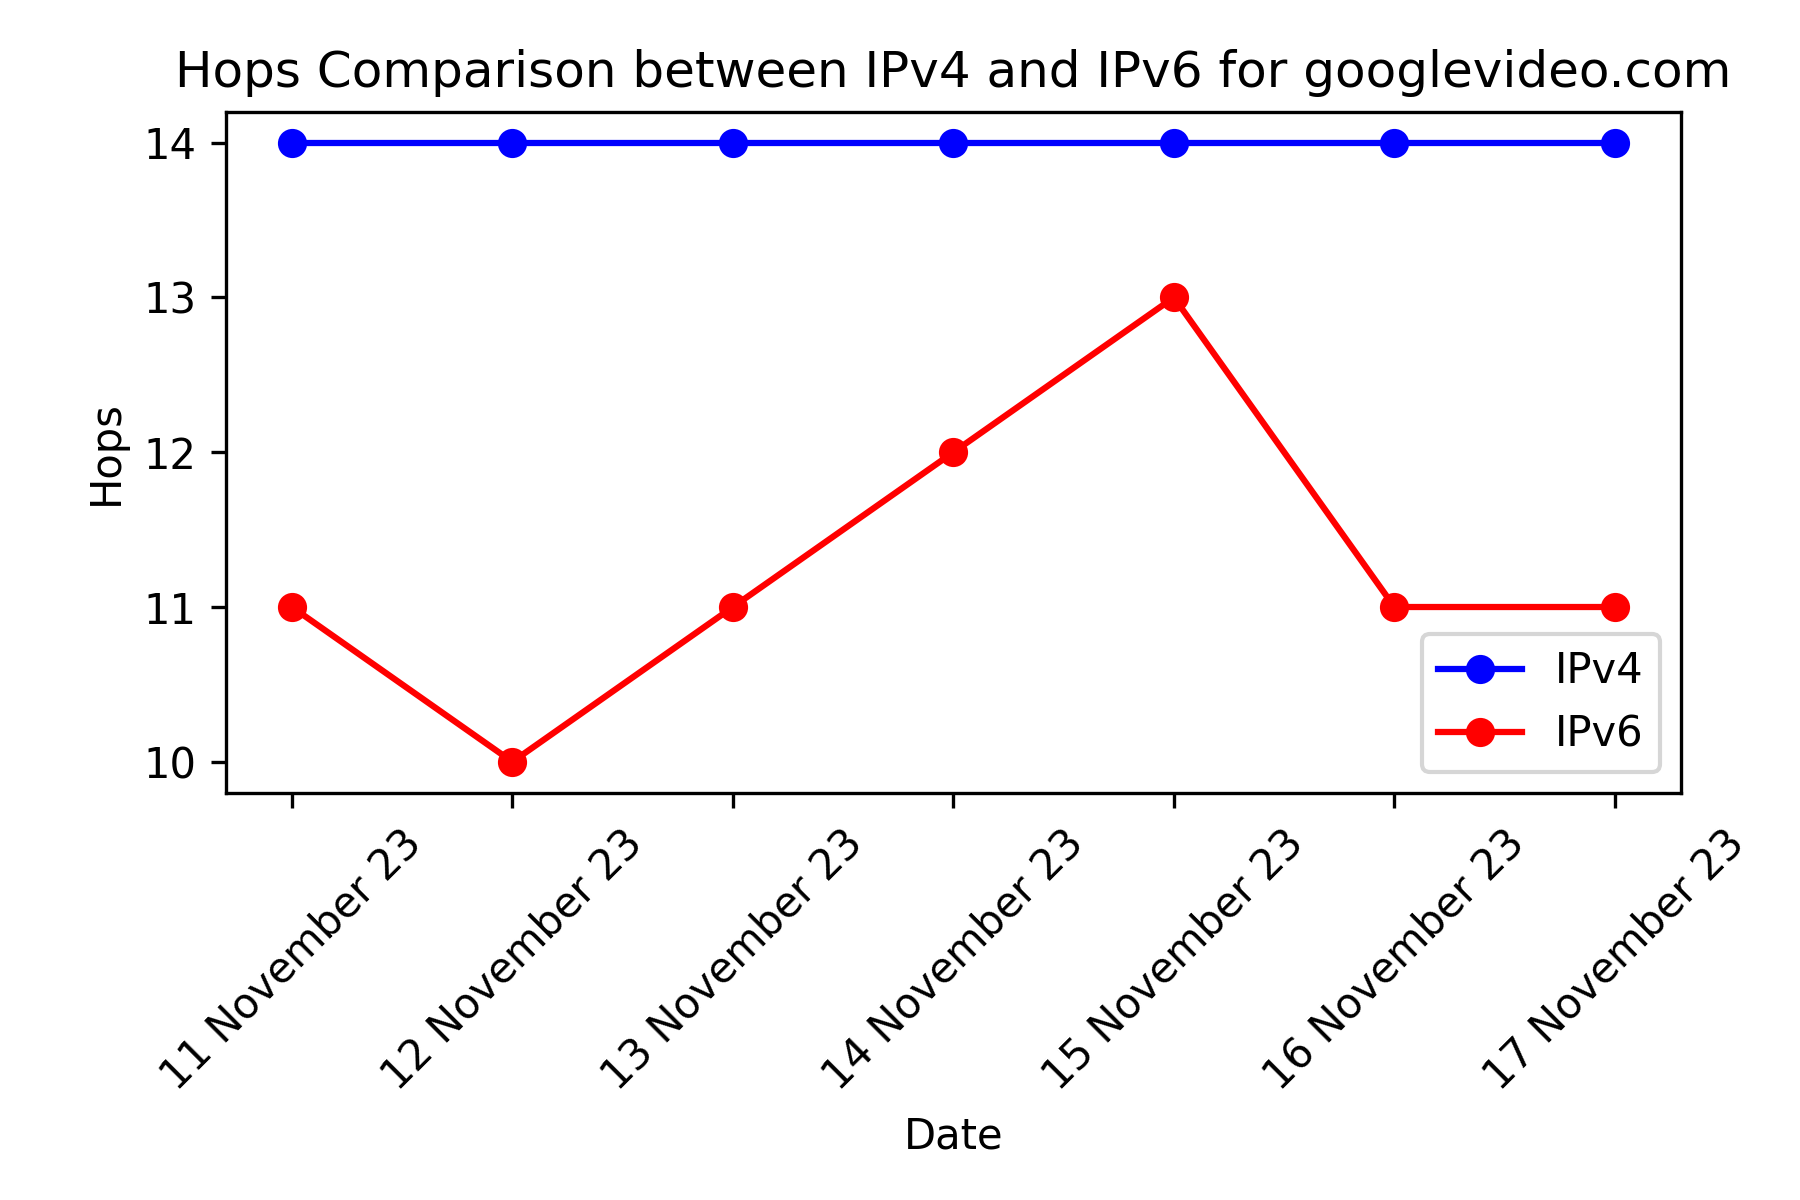 Hops Comparison between IPv4 and IPv6 for googlevideo.com
14
13
12
11
10
Hops
IPv4
IPv6
11 November 23
12 November 23
13 November 23
14 November 23
15 November 23
16 November 23
17 November 23
Date